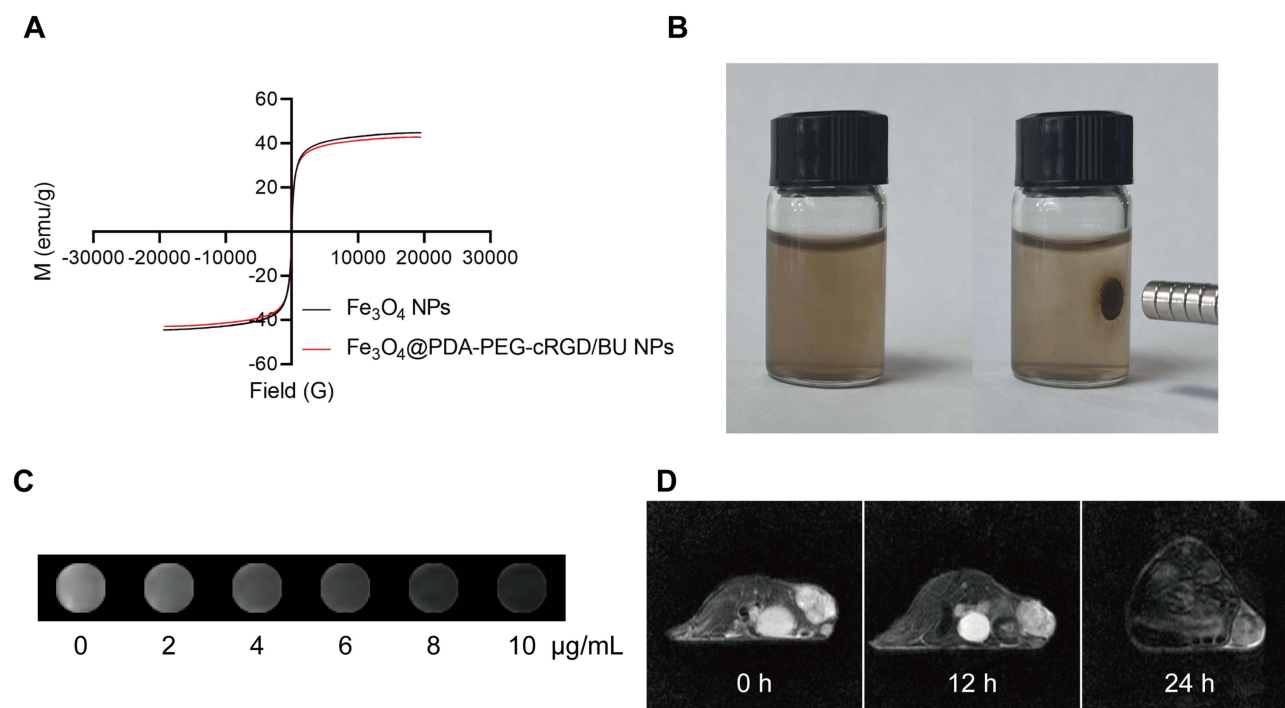 A
60
40
20
-20
-40
-60
M (emu/g)
-30000 -20000 -10000 10000 20000 30000
Fe₃O₄ NPs
Fe₃O₄@PDA-PEG-cRGD/BU NPs
Field (G)
B
C
0 2 4 6 8 10 µg/mL
D
0 h
12 h
24 h